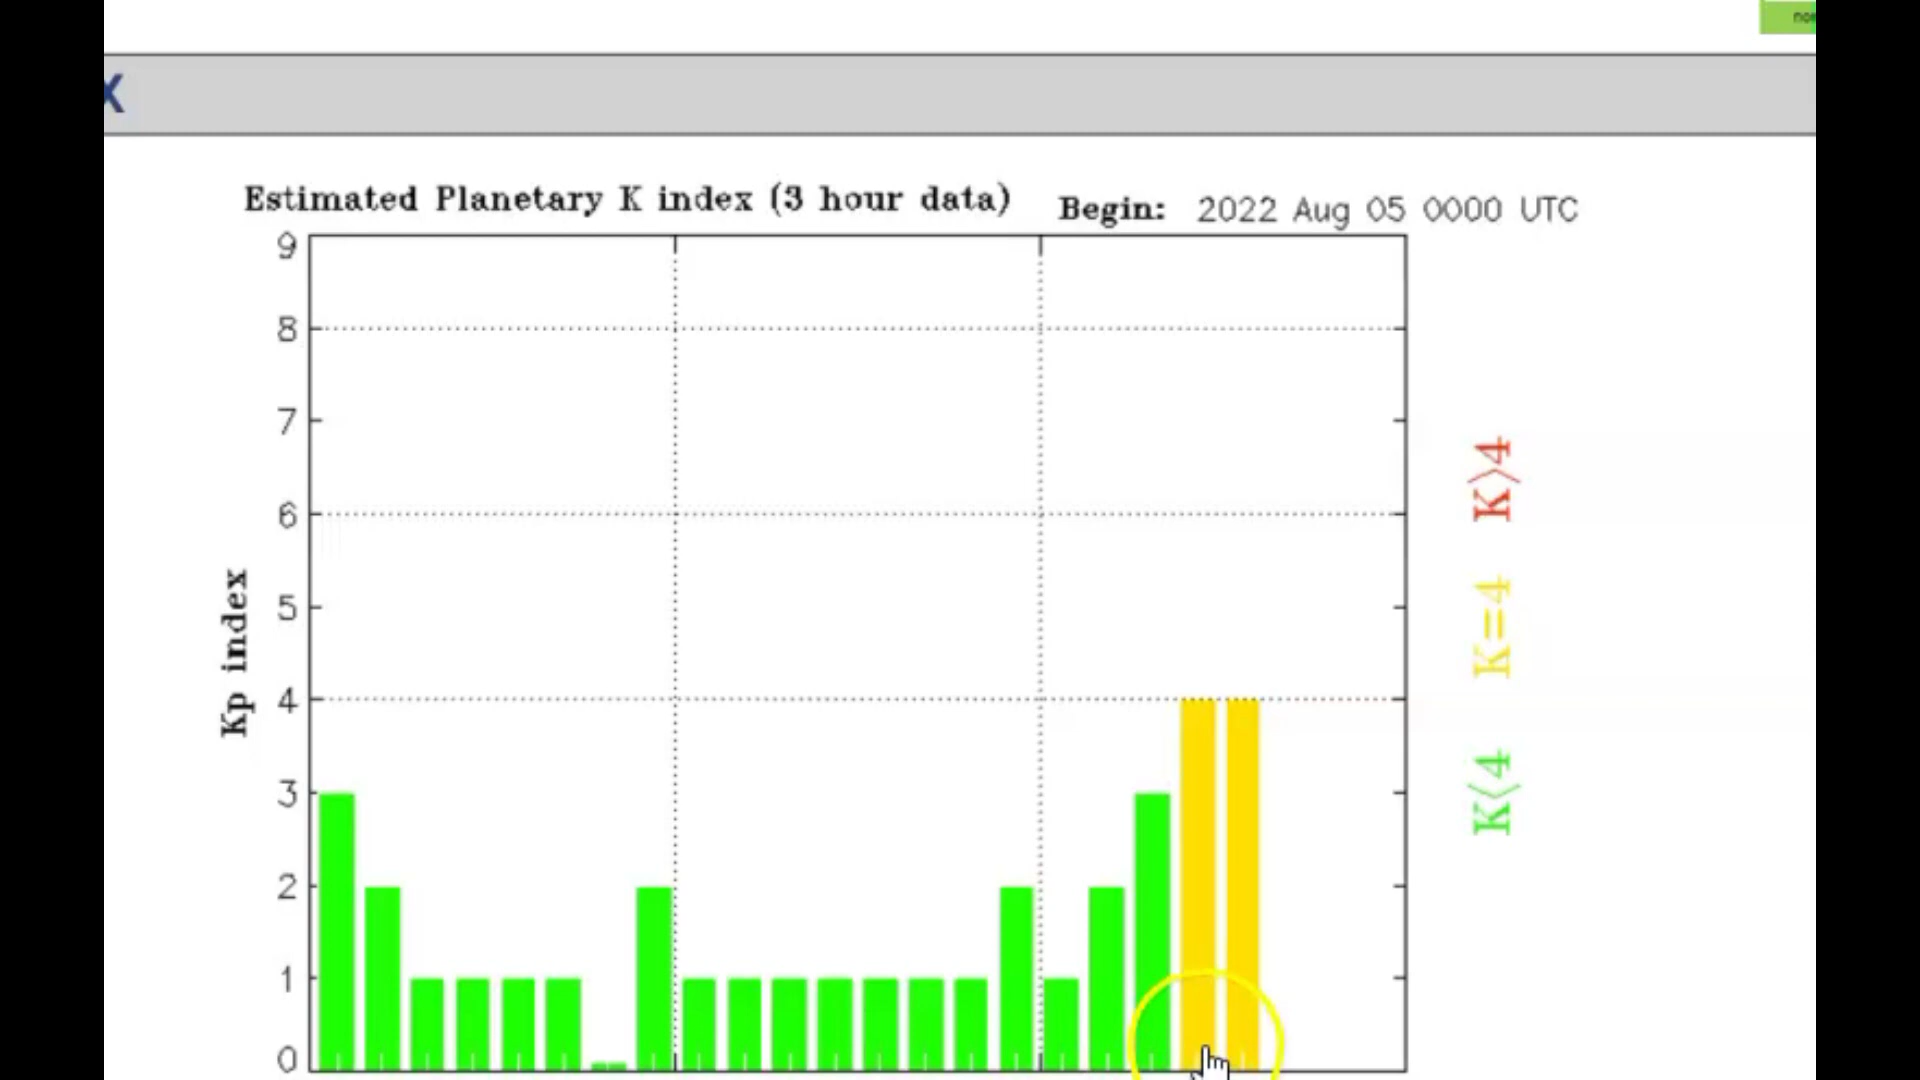 X
Estimated Planetary K index (3 hour data) Begin: 2022 Aug 05 0000 UTC
9
8
7
6
5
4
3
2
1
0
Kp index
K>4
K=4
K<4